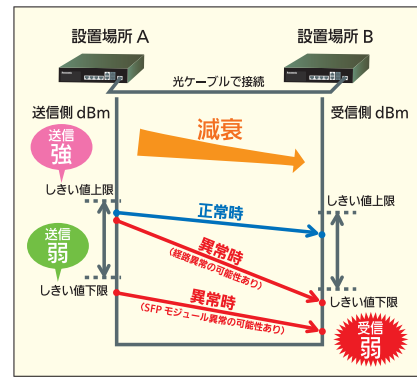 設置場所 A
設置場所 B
光ケーブルで接続
送信側 dBm
受信側 dBm
減衰
送信
強
しきい値上限
しきい値上限
正常時
送信
弱
異常時
(経路異常の可能性あり)
しきい値下限
しきい値下限
異常時
(SFP モジュール異常の可能性あり)
受信
弱